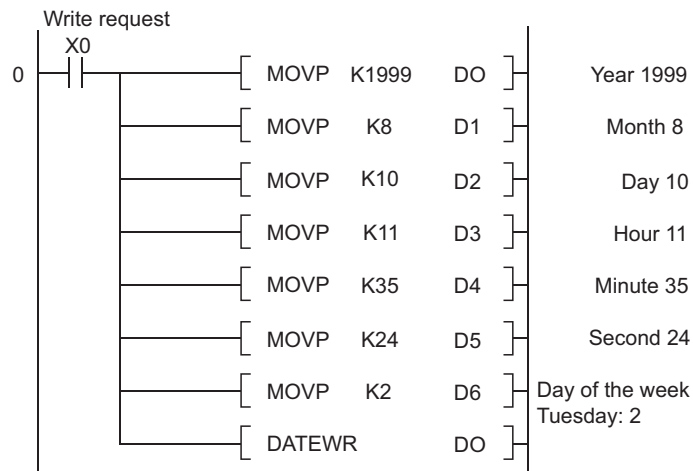 Write request
X0
0
MOVP K1999 DO Year 1999
MOVP K8 D1 Month 8
MOVP K10 D2 Day 10
MOVP K11 D3 Hour 11
MOVP K35 D4 Minute 35
MOVP K24 D5 Second 24
MOVP K2 D6 Day of the week
Tuesday: 2
DATEWR DO